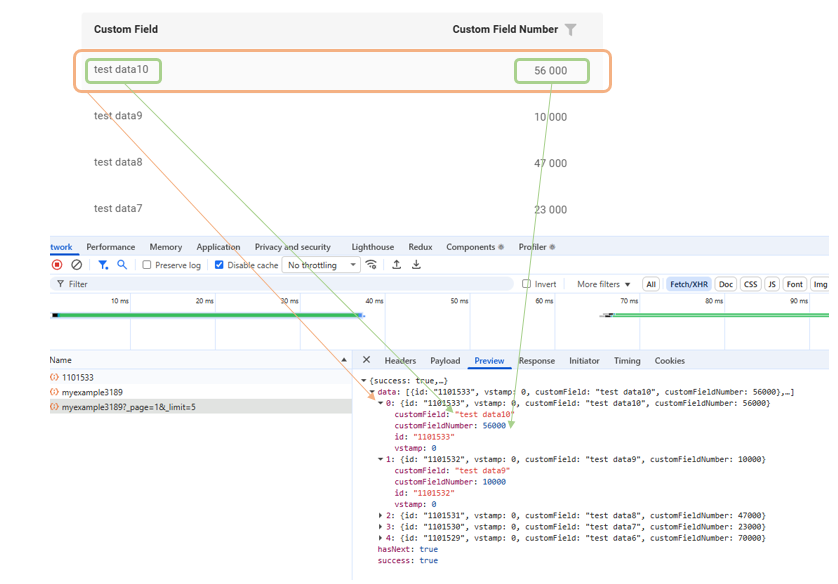 Custom Field Custom Field Number
test data10 56 000
test data9 10 000
test data8 47 000
test data7 23 000
twork Performance Memory Application Privacy and security Lighthouse Redux Components Profiler
Preserve log Disable cache No throttling
Filter Invert More filters All Fetch/XHR Doc CSS JS Font Img
10 ms 20 ms 30 ms 40 ms 50 ms 60 ms 70 ms 80 ms 90 ms
Name Headers Payload Preview Response Initiator Timing Cookies
1101533
myexample3189
myexample3189?_page=1&_limit=5
{success: true,…}
data: [{id: "1101533", vstamp: 0, customField: "test data10", customFieldNumber: 56000},…]
0: {id: "1101533", vstamp: 0, customField: "test data10", customFieldNumber: 56000}
customField: "test data10"
customFieldNumber: 56000
id: "1101533"
vstamp: 0
1: {id: "1101532", vstamp: 0, customField: "test data9", customFieldNumber: 10000}
customField: "test data9"
customFieldNumber: 10000
id: "1101532"
vstamp: 0
2: {id: "1101531", vstamp: 0, customField: "test data8", customFieldNumber: 47000}
3: {id: "1101530", vstamp: 0, customField: "test data7", customFieldNumber: 23000}
4: {id: "1101529", vstamp: 0, customField: "test data6", customFieldNumber: 70000}
hasNext: true
success: true